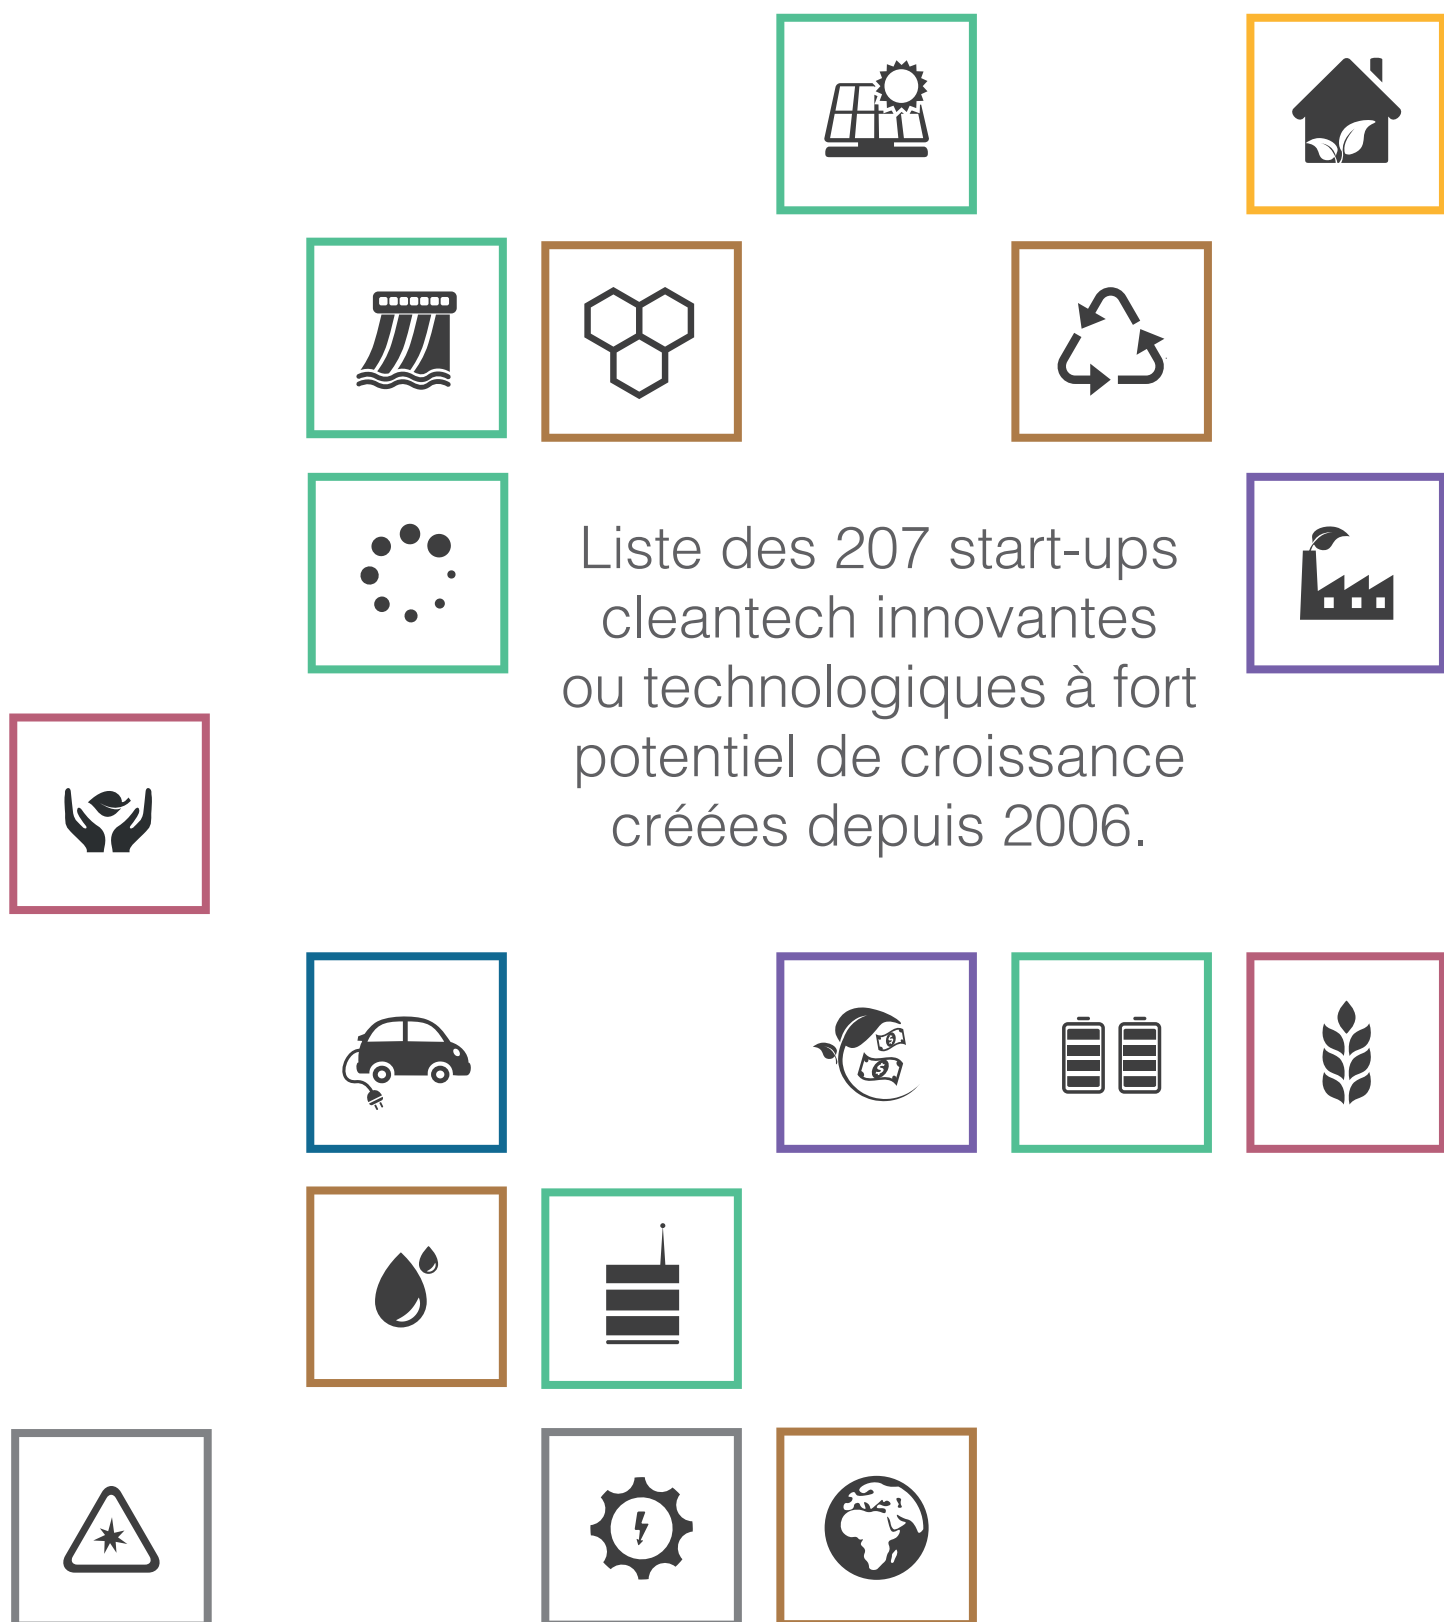 Liste des 207 start-ups
cleantech innovantes
ou technologiques à fort
potentiel de croissance
créées depuis 2006.